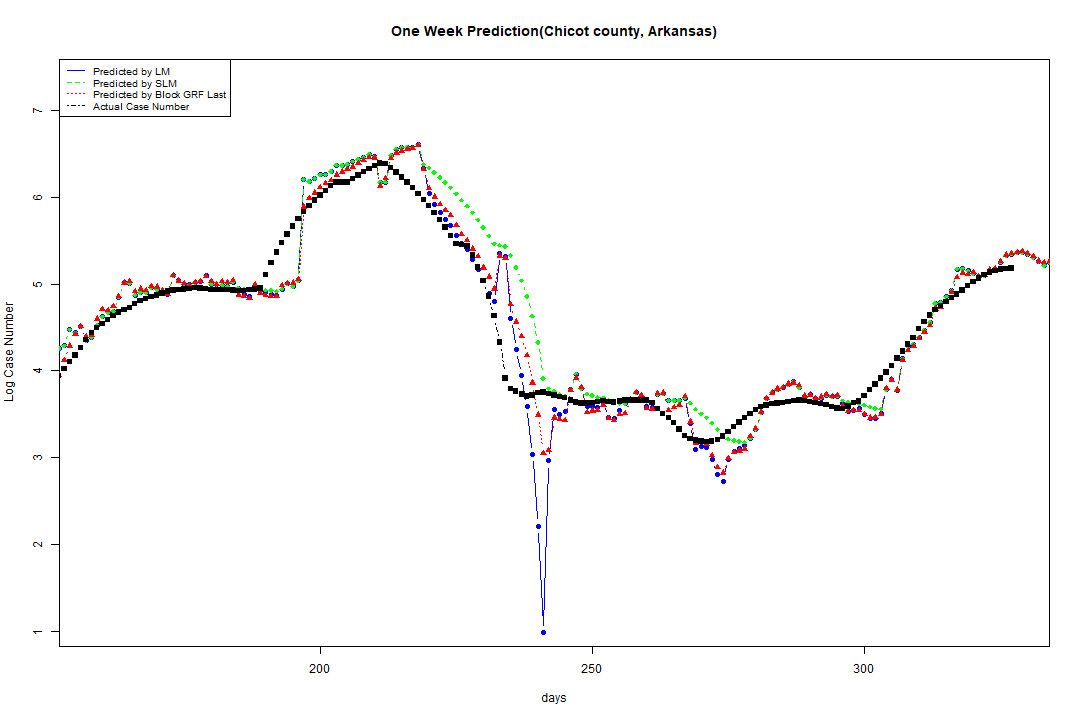 One Week Prediction(Chicot county, Arkansas)
Predicted by LM
Predicted by SLM
Predicted by Block GRF Last
Actual Case Number
7
6
5
4
3
2
1
Log Case Number
200 250 300
days